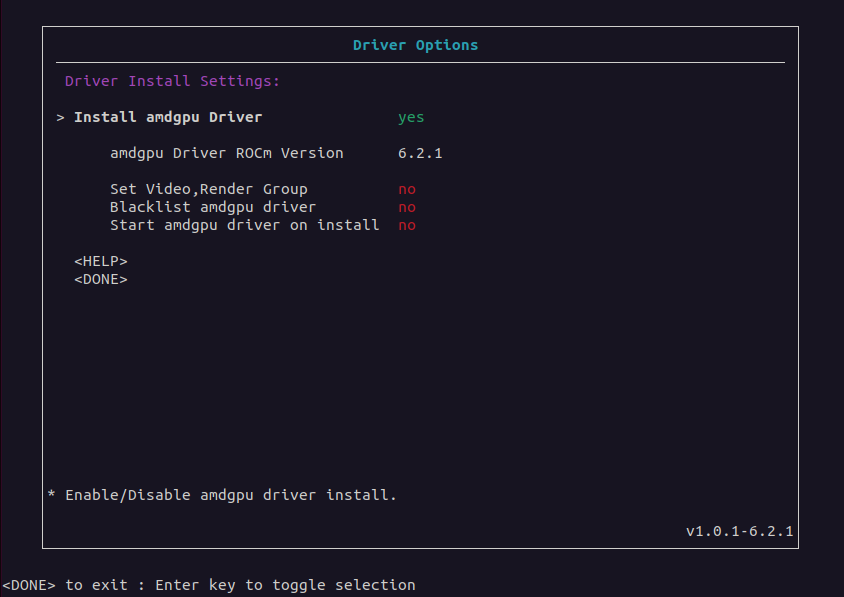 Driver Options
Driver Install Settings:
> Install amdgpu Driver yes
amdgpu Driver ROCm Version 6.2.1
Set Video,Render Group no
Blacklist amdgpu driver no
Start amdgpu driver on install no
<HELP>
<DONE>
* Enable/Disable amdgpu driver install.
v1.0.1-6.2.1
<DONE> to exit : Enter key to toggle selection